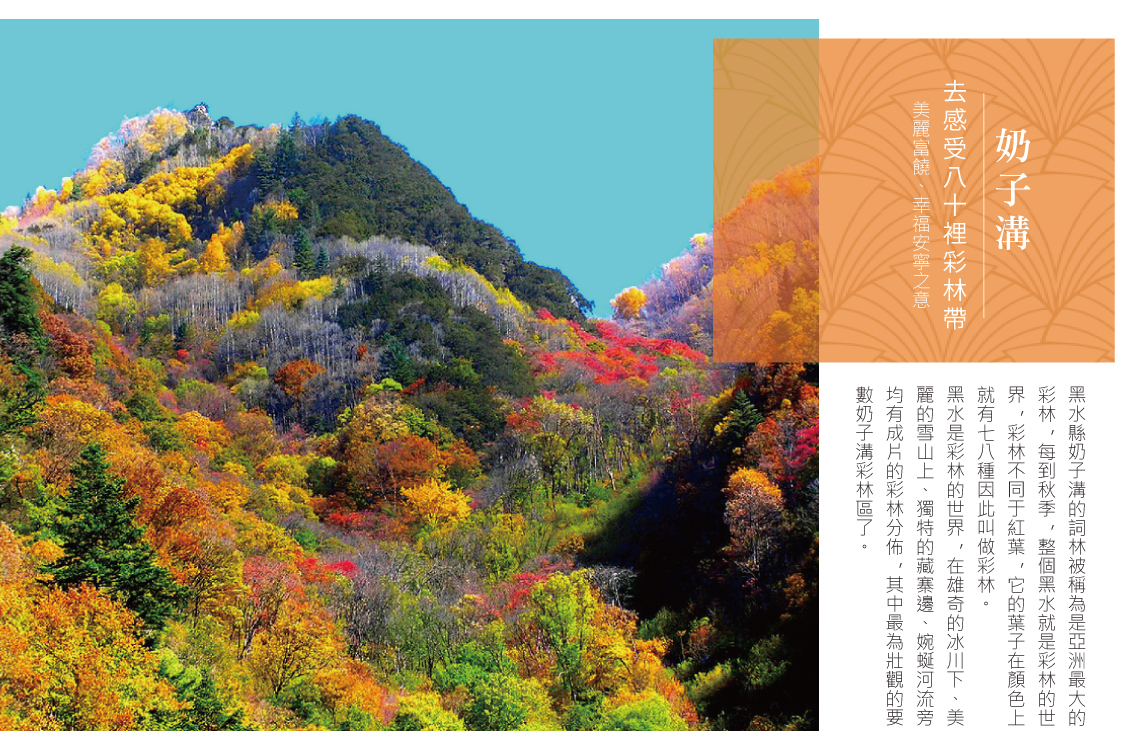 奶子溝
去感受八十裡彩林帶
美麗富饒、幸福安寧之意
黑水縣奶子溝的詞林被稱為是亞洲最大的
彩林，每到秋季，整個黑水就是彩林的世
界，彩林不同于紅葉，它的葉子在顏色上
就有七八種因此叫做彩林。
黑水是彩林的世界，在雄奇的冰川下、美
麗的雪山上、獨特的藏寨邊、婉蜒河流旁
均有成片的彩林分佈，其中最為壯觀的要
數奶子溝彩林區了。